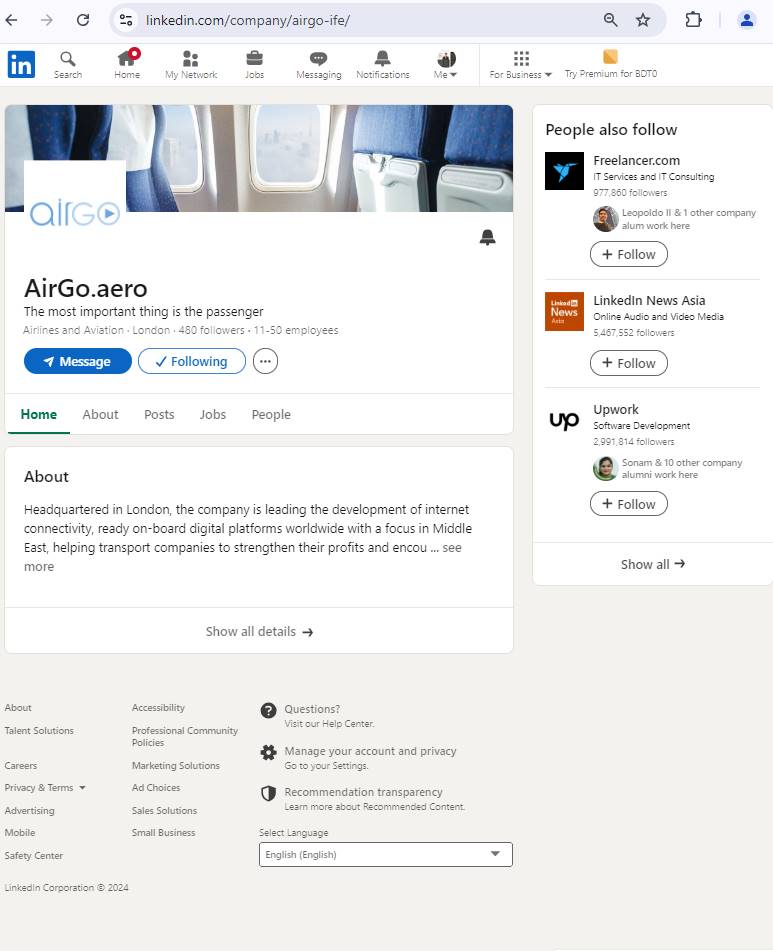 linkedin.com/company/airgo-ife/
in
Search
Home
My Network
Jobs
Messaging
Notifications
Me
For Business
Try Premium for BDT0
airGo
AirGo.aero
The most important thing is the passenger
Airlines and Aviation · London · 480 followers · 11-50 employees
Message
Following
Home
About
Posts
Jobs
People
About
Headquartered in London, the company is leading the development of internet
connectivity, ready on-board digital platforms worldwide with a focus in Middle
East, helping transport companies to strengthen their profits and encou ... see
more
Show all details →
People also follow
Freelancer.com
IT Services and IT Consulting
977,860 followers
Leopoldo II & 1 other company
alum work here
+ Follow
Linked in
News
Asia
LinkedIn News Asia
Online Audio and Video Media
5,467,552 followers
+ Follow
up
Upwork
Software Development
2,991,814 followers
Sonam & 10 other company
alumni work here
+ Follow
Show all →
About
Accessibility
Talent Solutions
Professional Community
Policies
Careers
Marketing Solutions
Privacy & Terms
Ad Choices
Advertising
Sales Solutions
Mobile
Small Business
Safety Center
Questions?
Visit our Help Center.
Manage your account and privacy
Go to your Settings.
Recommendation transparency
Learn more about Recommended Content.
Select Language
English (English)
LinkedIn Corporation © 2024